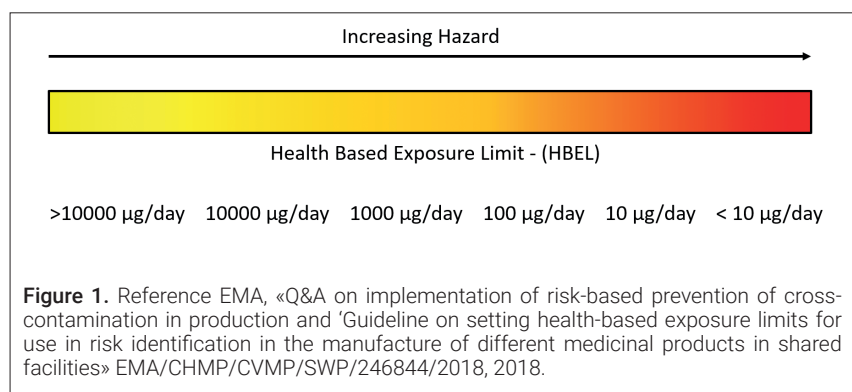 Increasing Hazard
Health Based Exposure Limit - (HBEL)
>10000 µg/day 10000 µg/day 1000 µg/day 100 µg/day 10 µg/day < 10 µg/day
Figure 1. Reference EMA, «Q&A on implementation of risk-based prevention of cross-
contamination in production and ‘Guideline on setting health-based exposure limits for
use in risk identification in the manufacture of different medicinal products in shared
facilities» EMA/CHMP/CVMP/SWP/246844/2018, 2018.